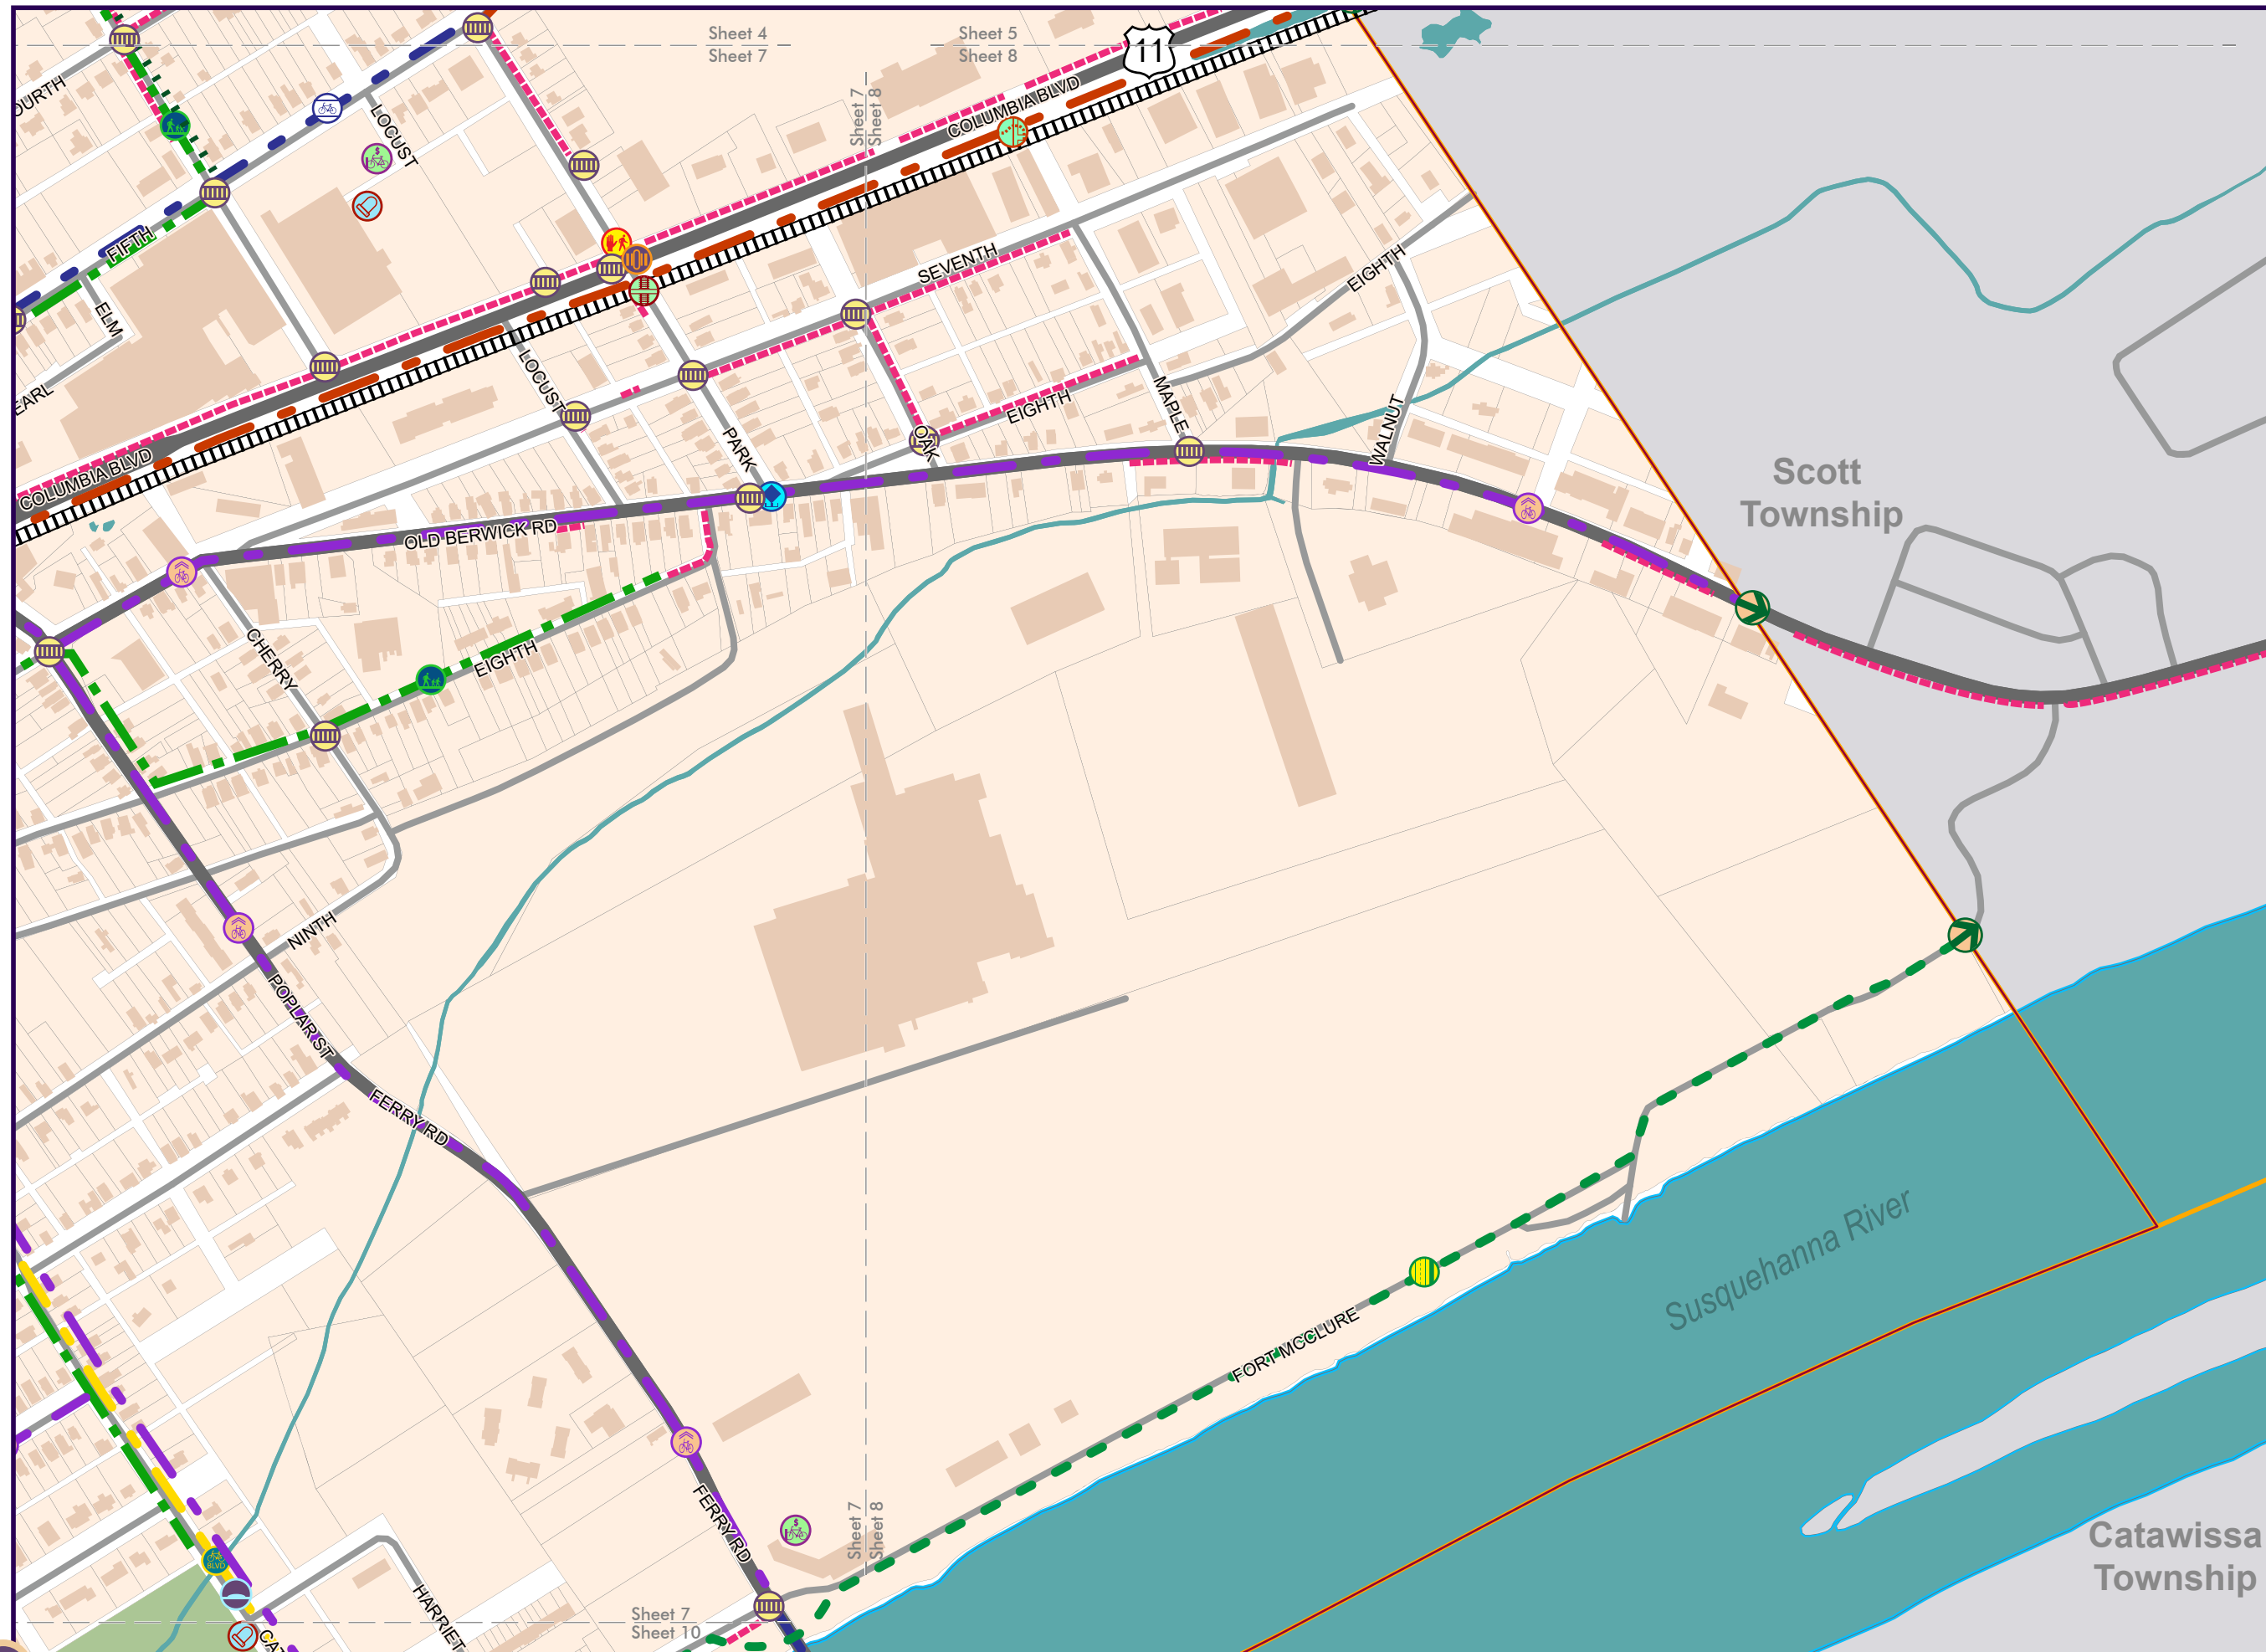 Sheet 4
Sheet 7
Sheet 5
Sheet 8
11
COLUMBIA BLVD
Sheet 7
Sheet 8
LOCUST
FIFTH
ELM
SEVENTH
EIGHTH
LOCUST
MAPLE
EIGHTH
PARK
OAK
WALNUT
COLUMBIA BLVD
OLD BERWICK RD
Scott
Township
CHERRY
EIGHTH
NINTH
POPLAR ST
FERRY RD
Susquehanna River
FORT MCCLURE
FERRY RD
Sheet 7
Sheet 8
BLVD
HARRIET
Catawissa
Township
Sheet 7
Sheet 10